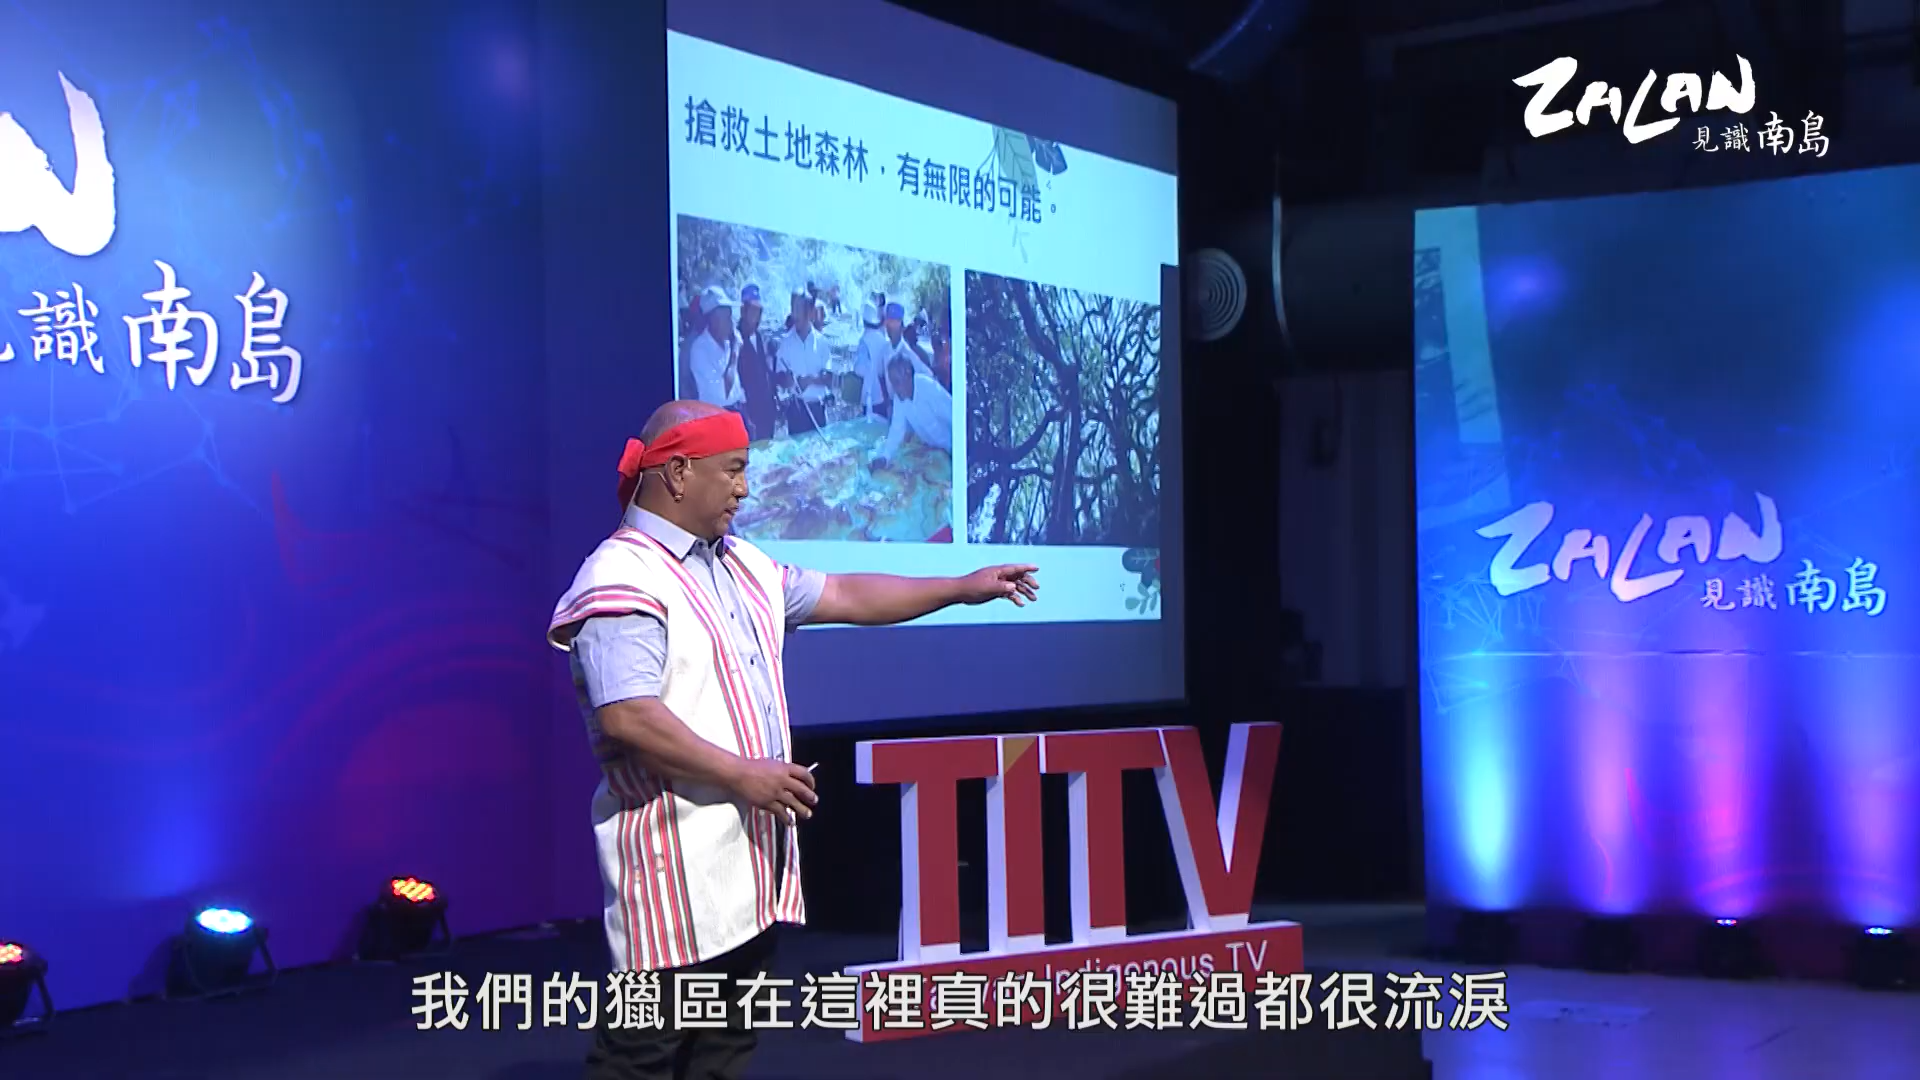 ZALAN
見識南島
搶救土地森林，有無限的可能。
N
識南島
ZALAN
見識南島
TITV
Indigenous TV
我們的獵區在這裡真的很難過都很流淚